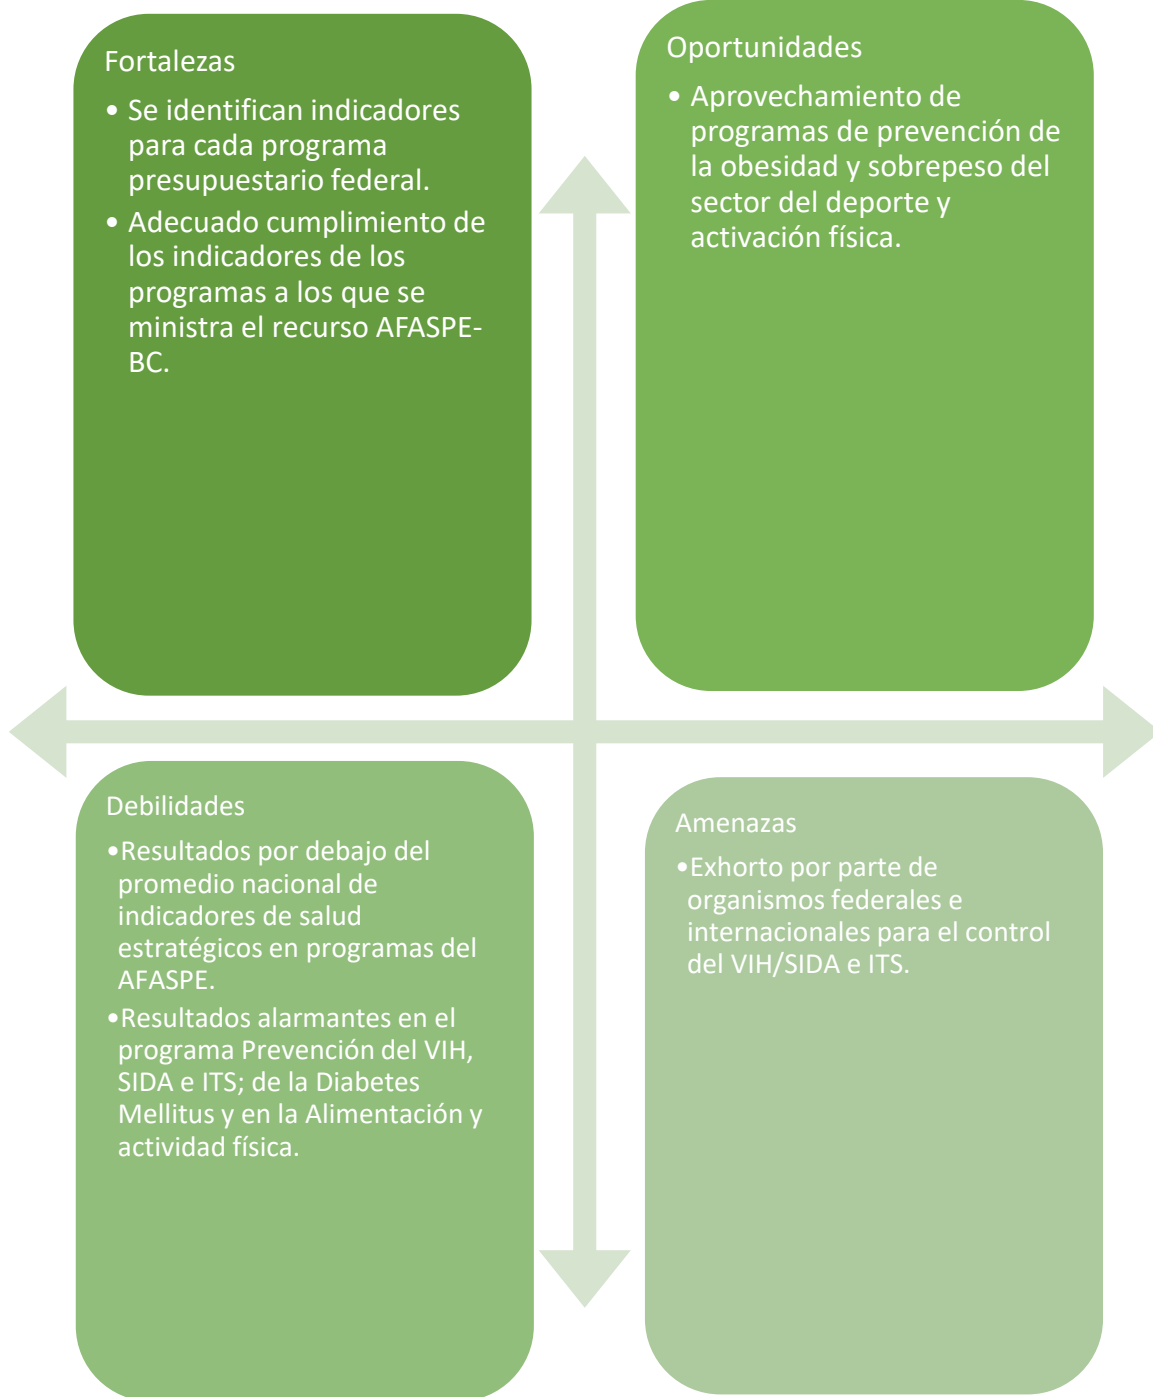 Fortalezas
• Se identifican indicadores
para cada programa
presupuestario federal.
• Adecuado cumplimiento de
los indicadores de los
programas a los que se
ministra el recurso AFASPE-
BC.
Oportunidades
• Aprovechamiento de
programas de prevención de
la obesidad y sobrepeso del
sector del deporte y
activación física.
Debilidades
•Resultados por debajo del
promedio nacional de
indicadores de salud
estratégicos en programas del
AFASPE.
•Resultados alarmantes en el
programa Prevención del VIH,
SIDA e ITS; de la Diabetes
Mellitus y en la Alimentación y
actividad física.
Amenazas
•Exhorto por parte de
organismos federales e
internacionales para el control
del VIH/SIDA e ITS.